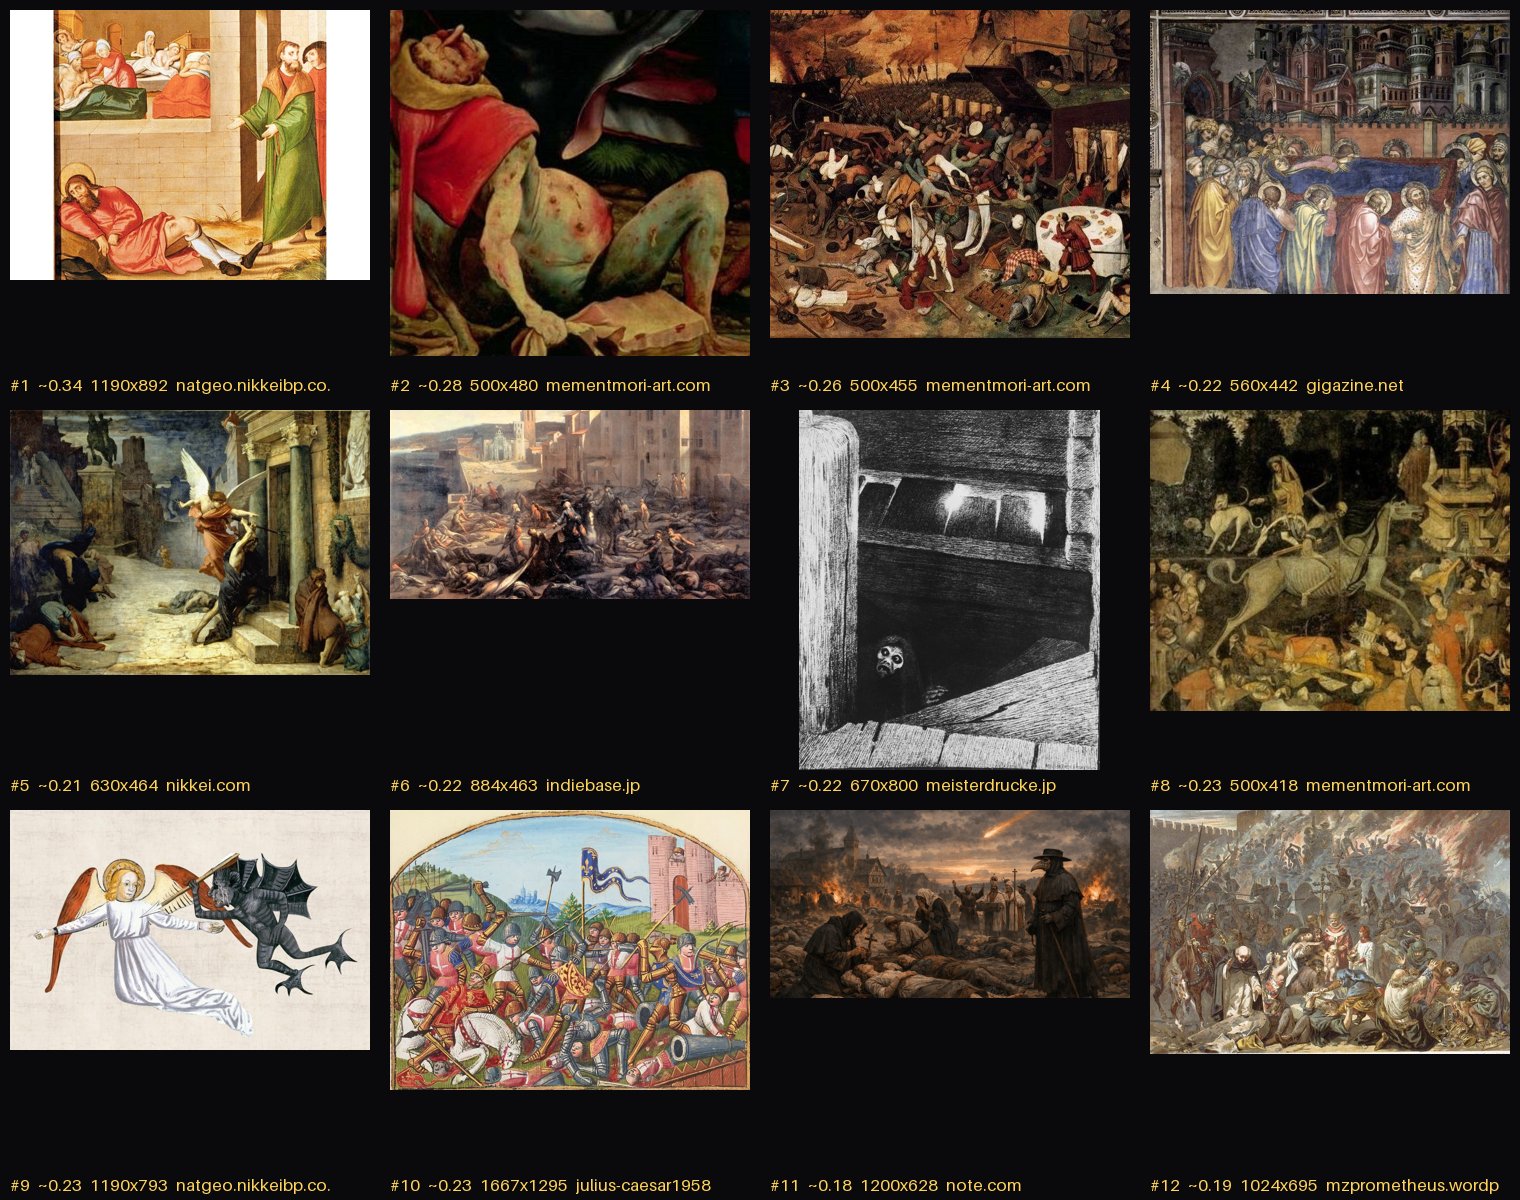 #1 ~0.34 1190x892 natgeo.nikkeibp.co.
#2 ~0.28 500x480 mementmori-art.com
#3 ~0.26 500x455 mementmori-art.com
#4 ~0.22 560x442 gigazine.net
#5 ~0.21 630x464 nikkei.com
#6 ~0.22 884x463 indiebase.jp
#7 ~0.22 670x800 meisterdrucke.jp
#8 ~0.23 500x418 mementmori-art.com
#9 ~0.23 1190x793 natgeo.nikkeibp.co.
#10 ~0.23 1667x1295 julius-caesar1958
#11 ~0.18 1200x628 note.com
#12 ~0.19 1024x695 mzprometheus.wordp